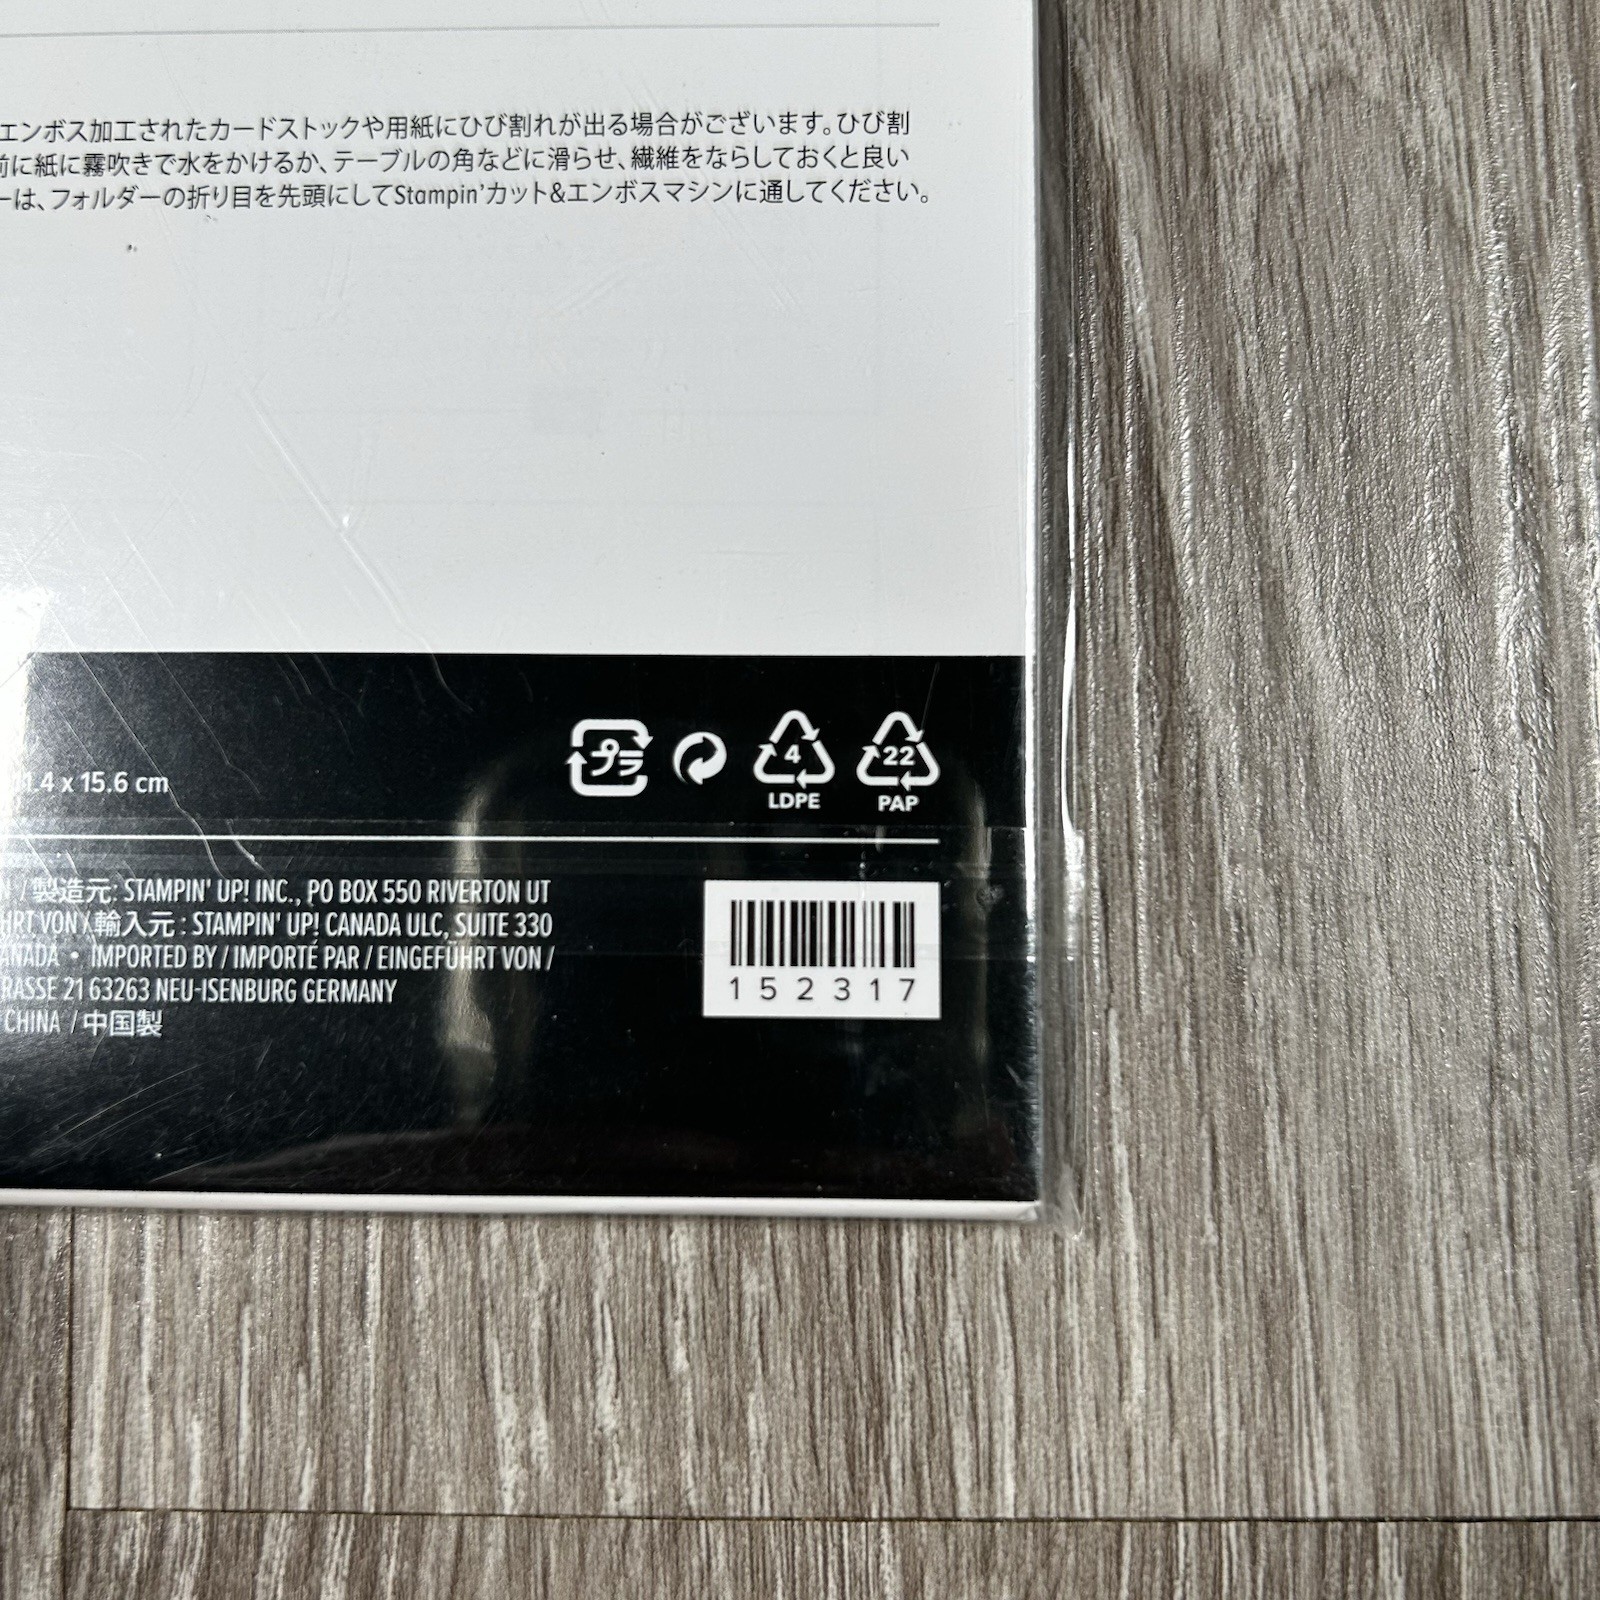 エンボス加工されたカードストックや用紙にひび割れが出る場合がございます。ひび割
前に紙に霧吹きで水をかけるか、テーブルの角などに滑らせ、繊維をならしておくと良い
ーは、フォルダーの折り目を先頭にしてStampin'カット&エンボスマシンに通してください。
プラ
4
LDPE
22
PAP
1.4 x 15.6 cm
/ 製造元: STAMPIN' UP! INC., PO BOX 550 RIVERTON UT
HRT VON / 輸入元 : STAMPIN' UP! CANADA ULC, SUITE 330
ANADA • IMPORTED BY / IMPORTÉ PAR / EINGEFÜHRT VON /
RASSE 21 63263 NEU-ISENBURG GERMANY
CHINA / 中国製
152317